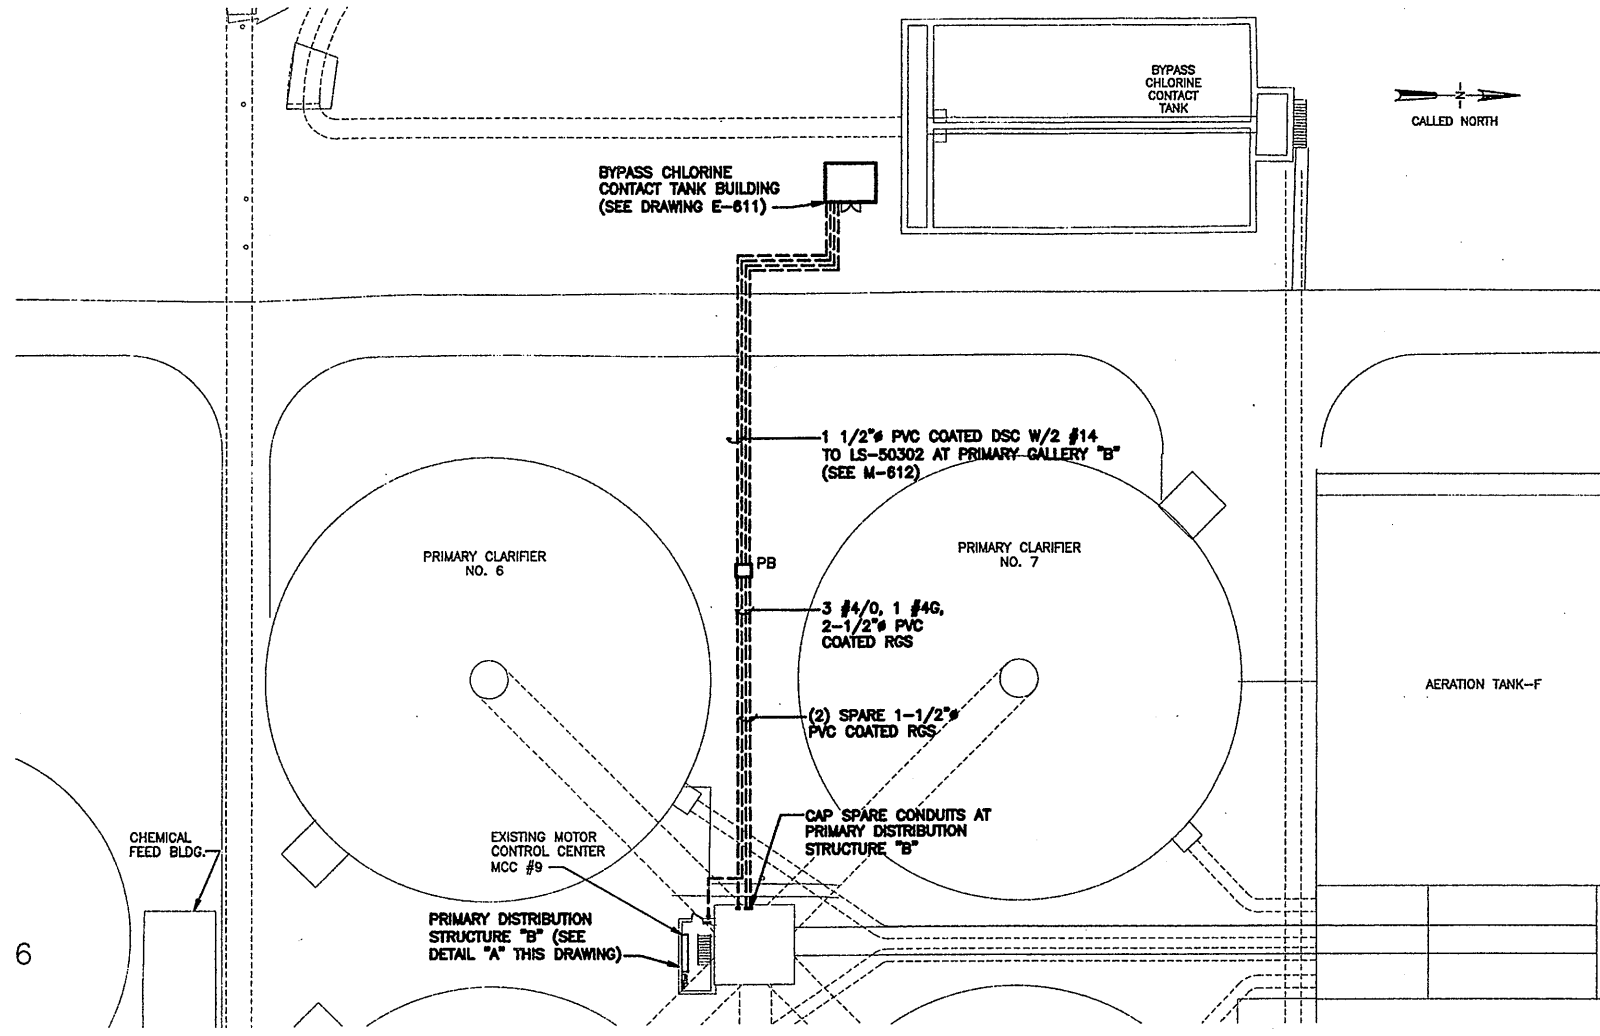 BYPASS
CHLORINE
CONTACT
TANK
N
CALLED NORTH
BYPASS CHLORINE
CONTACT TANK BUILDING
(SEE DRAWING E-611)
1 1/2"ø PVC COATED DSC W/2 #14
TO LS-50302 AT PRIMARY GALLERY "B"
(SEE M-612)
PRIMARY CLARIFIER
NO. 6
PRIMARY CLARIFIER
NO. 7
PB
3 #4/0, 1 #4G,
2-1/2"ø PVC
COATED RGS
AERATION TANK-F
(2) SPARE 1-1/2"ø
PVC COATED RGS
CAP SPARE CONDUITS AT
PRIMARY DISTRIBUTION
STRUCTURE "B"
CHEMICAL
FEED BLDG.
EXISTING MOTOR
CONTROL CENTER
MCC #9
PRIMARY DISTRIBUTION
STRUCTURE "B" (SEE
DETAIL "A" THIS DRAWING)
6